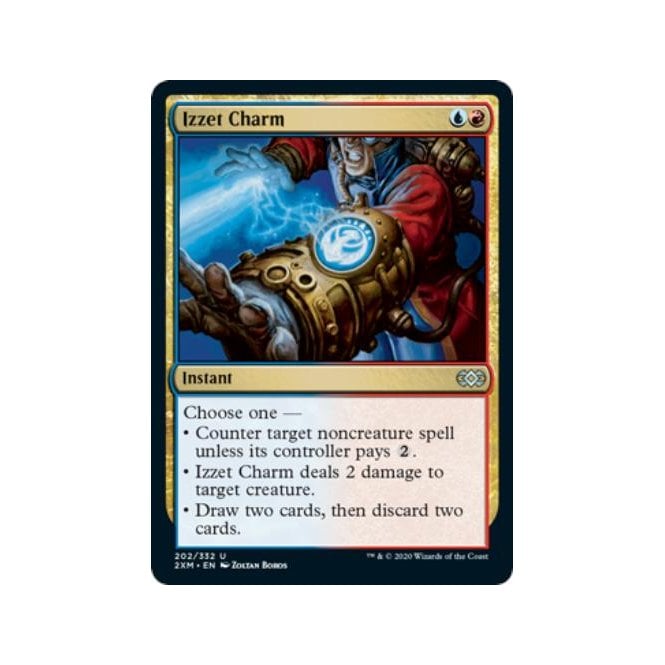 Izzet Charm
Instant
Choose one —
• Counter target noncreature spell
unless its controller pays 2.
• Izzet Charm deals 2 damage to
target creature.
• Draw two cards, then discard two
cards.
202/332 U
2XM • EN Zoltan Boros
™ & © 2020 Wizards of the Coast